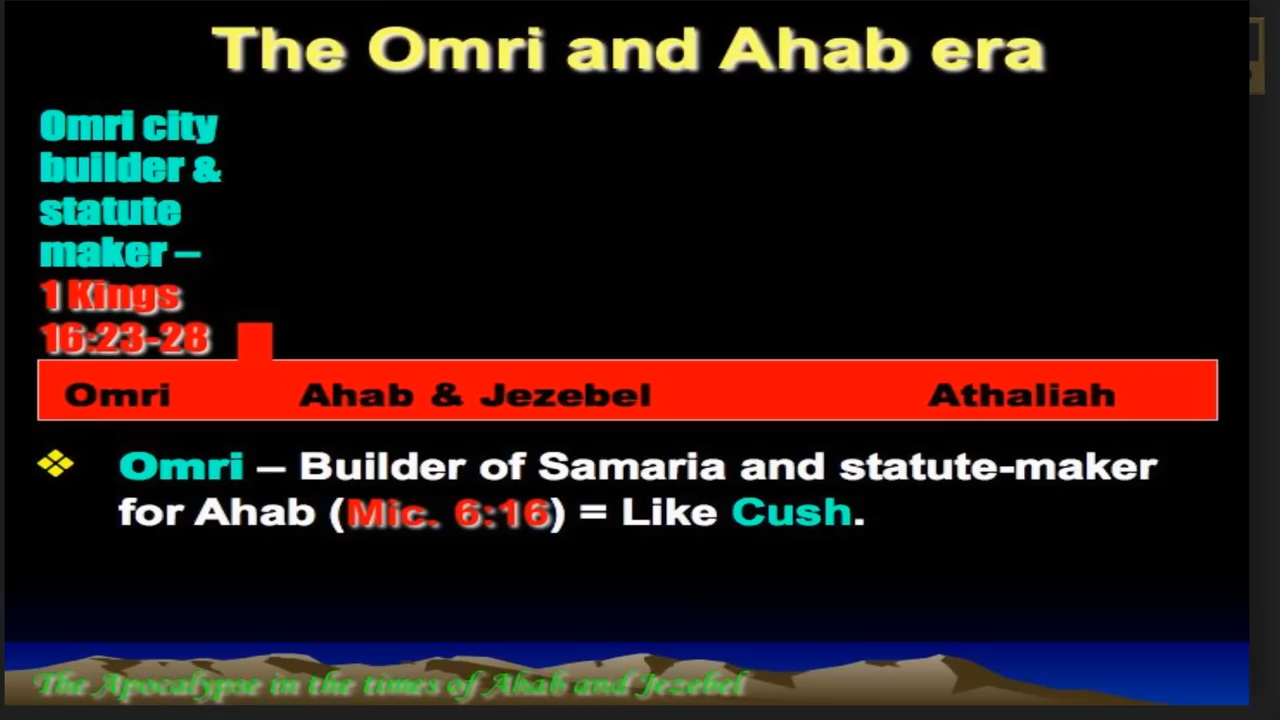 The Omri and Ahab era
Omri city
builder &
statute
maker –
1 Kings
16:23-28
Omri Ahab & Jezebel Athaliah
Omri – Builder of Samaria and statute-maker
for Ahab (Mic. 6:16) = Like Cush.
The Apocalypse in the times of Ahab and Jezebel